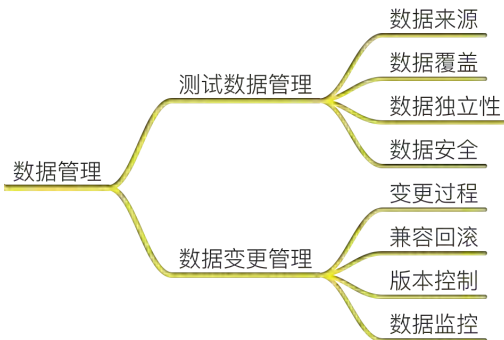 数据管理
测试数据管理
数据来源
数据覆盖
数据独立性
数据安全
数据变更管理
变更过程
兼容回滚
版本控制
数据监控